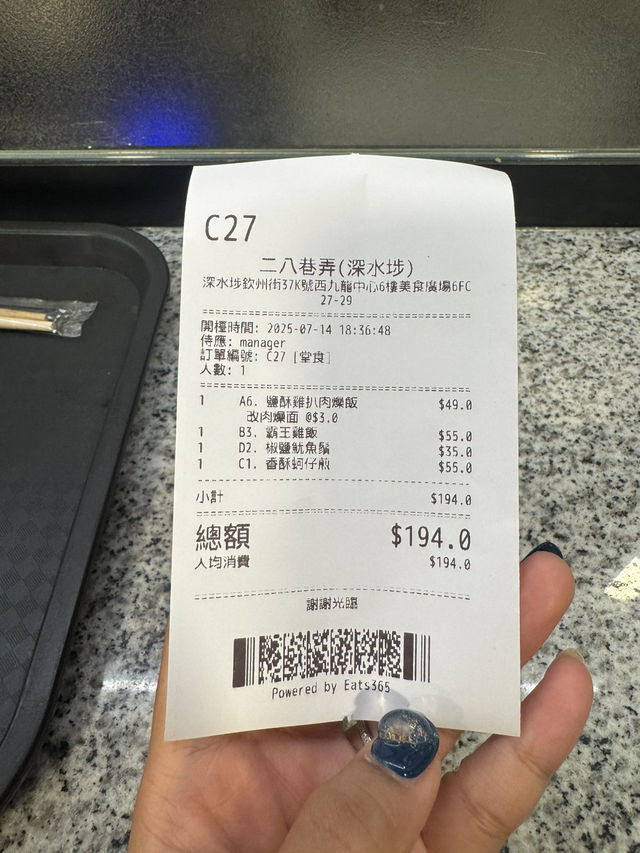 C27
二八巷弄(深水埗)
深水埗欽州街37K號西九龍中心6樓美食廣場6FC
27-29
開檯時間: 2025-07-14 18:36:48
侍應: manager
訂單編號: C27 [堂食]
人數: 1
1 A6. 鹽酥雞扒肉燥飯 $49.0
改肉燥面 @$3.0
1 B3. 霸王雞飯 $55.0
1 D2. 椒鹽魷魚鬚 $35.0
1 C1. 香酥蚵仔煎 $55.0
小計 $194.0
總額 $194.0
人均消費 $194.0
謝謝光臨
Powered by Eats365